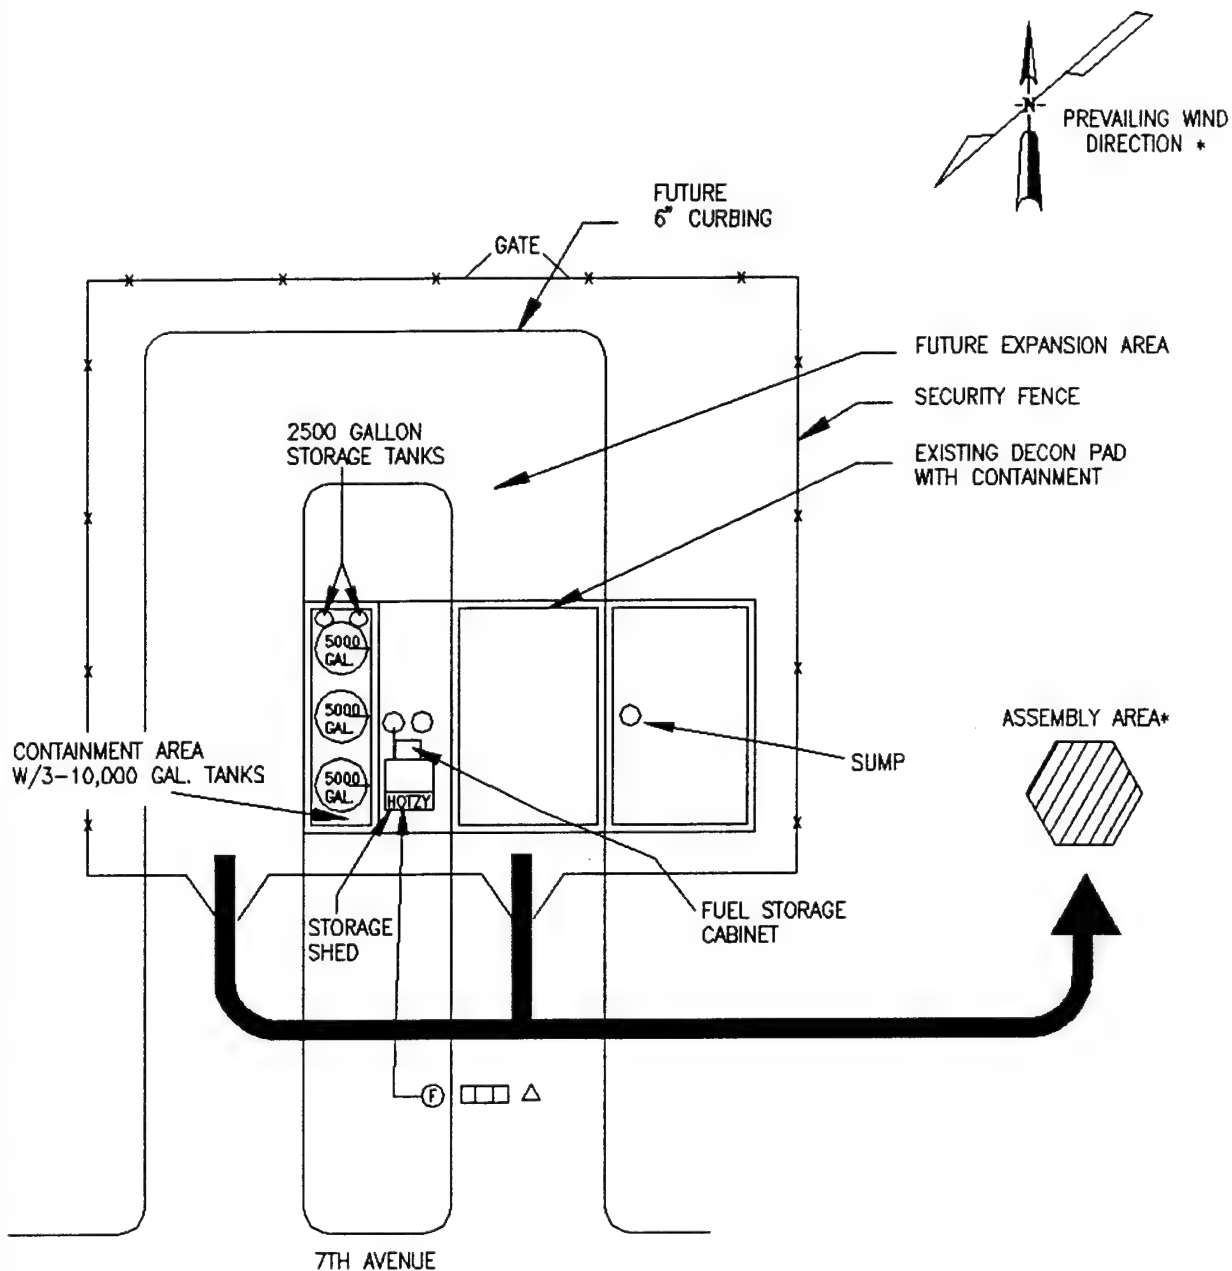 N
PREVAILING WIND
DIRECTION *
FUTURE
6" CURBING
GATE
FUTURE EXPANSION AREA
SECURITY FENCE
EXISTING DECON PAD
WITH CONTAINMENT
2500 GALLON
STORAGE TANKS
5000
GAL.
5000
GAL.
5000
GAL.
HOTZY
CONTAINMENT AREA
W/3-10,000 GAL. TANKS
SUMP
ASSEMBLY AREA*
STORAGE
SHED
FUEL STORAGE
CABINET
F
7TH AVENUE